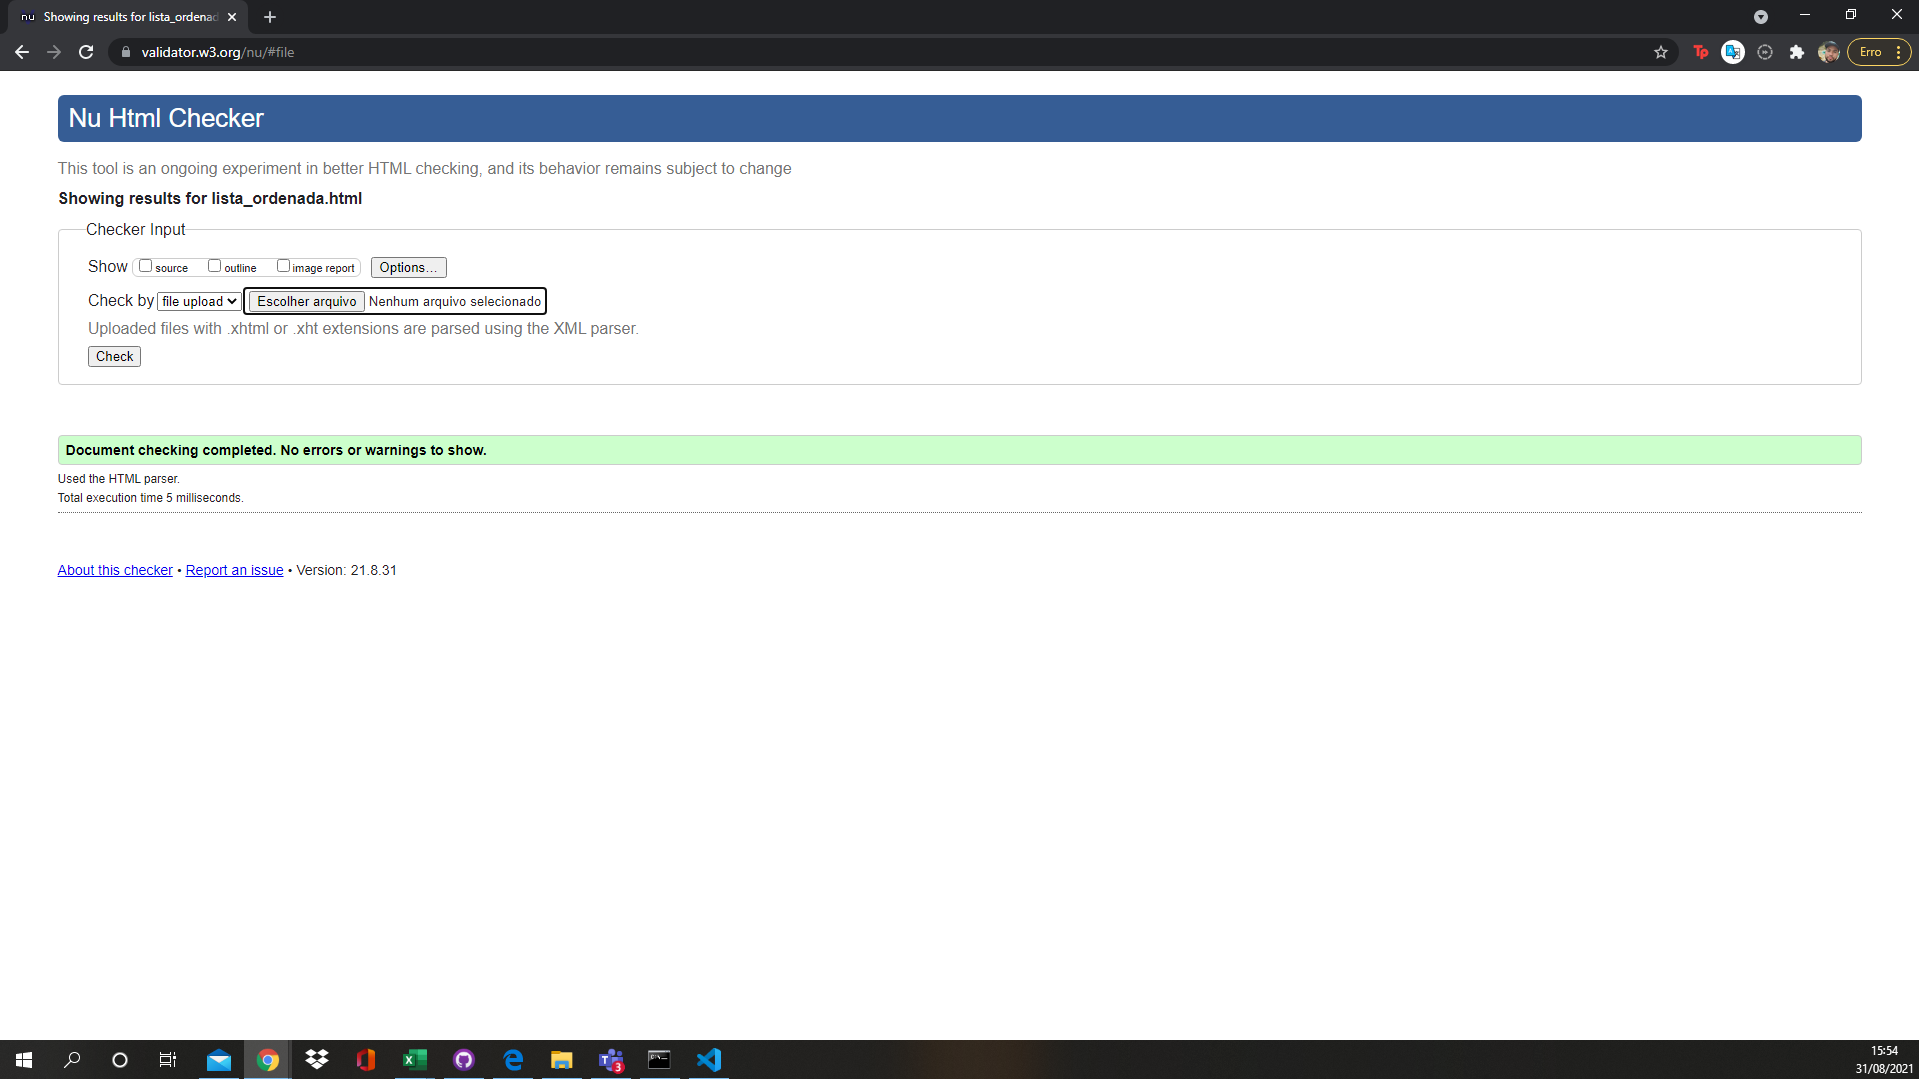 nu Showing results for lista_ordenad
validator.w3.org/nu/#file
Tp Erro
Nu Html Checker
This tool is an ongoing experiment in better HTML checking, and its behavior remains subject to change
Showing results for lista_ordenada.html
Checker Input
Show source outline image report Options...
Check by file upload Escolher arquivo Nenhum arquivo selecionado
Uploaded files with .xhtml or .xht extensions are parsed using the XML parser.
Check
Document checking completed. No errors or warnings to show.
Used the HTML parser.
Total execution time 5 milliseconds.
About this checker • Report an issue • Version: 21.8.31
3
15:54
31/08/2021